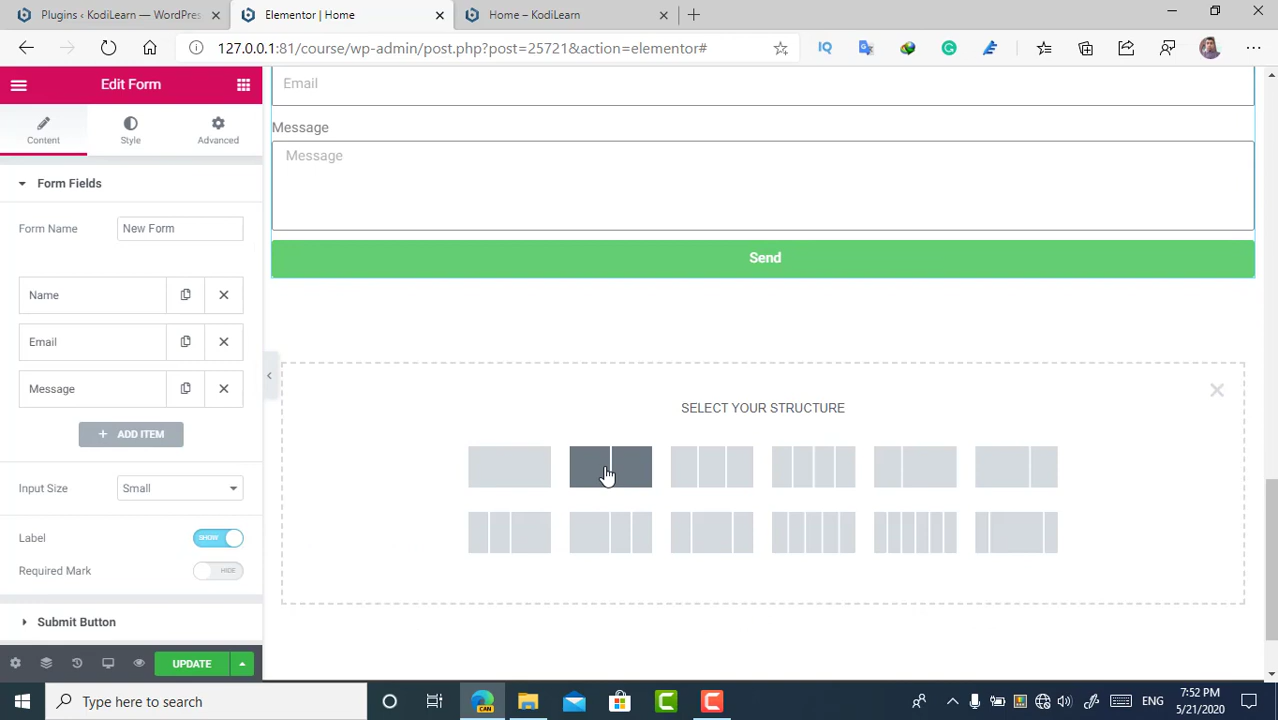 Plugins ‹ KodiLearn — WordPres
Elementor | Home
Home – KodiLearn
127.0.0.1:81/course/wp-admin/post.php?post=25721&action=elementor#
Edit Form
Content
Style
Advanced
Form Fields
Form Name
New Form
Name
Email
Message
ADD ITEM
Input Size
Small
Label
SHOW
Required Mark
HIDE
Submit Button
UPDATE
Email
Message
Message
Send
SELECT YOUR STRUCTURE
Type here to search
CAN
ENG
7:52 PM
5/21/2020